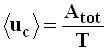 ⟨u_c⟩ = A_tot / T